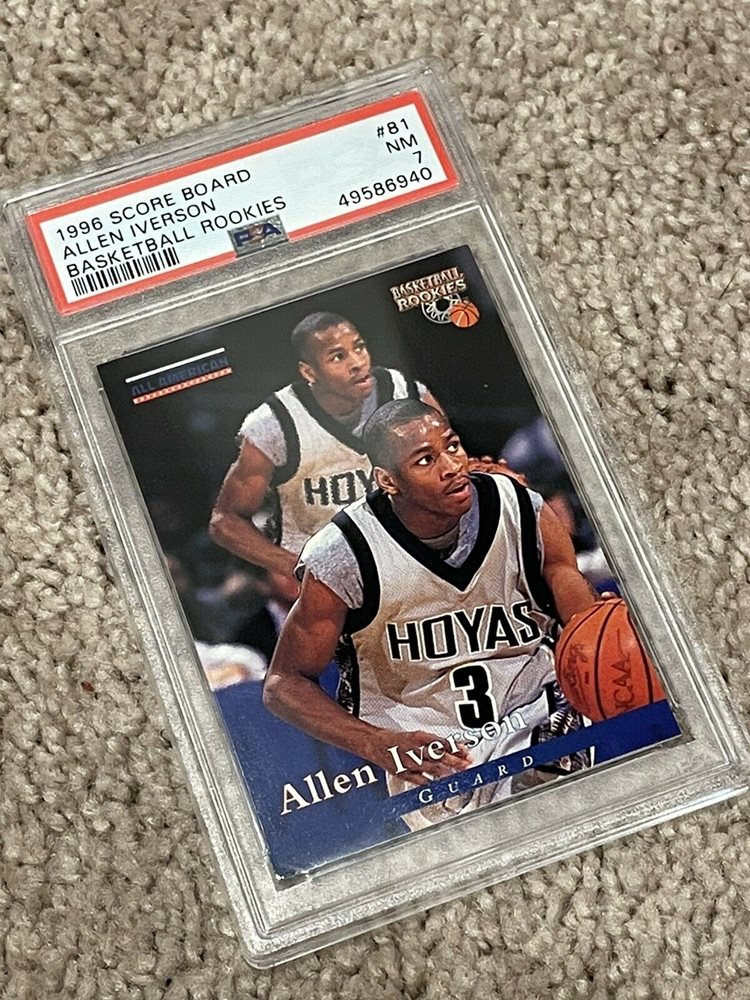 1996 SCORE BOARD #81
ALLEN IVERSON NM
BASKETBALL ROOKIES 7
49586940
PSA
BASKETBALL
ROOKIES
ALL AMERICAN
HOY
HOYAS
3
NCAA
Allen Iverson
GUARD